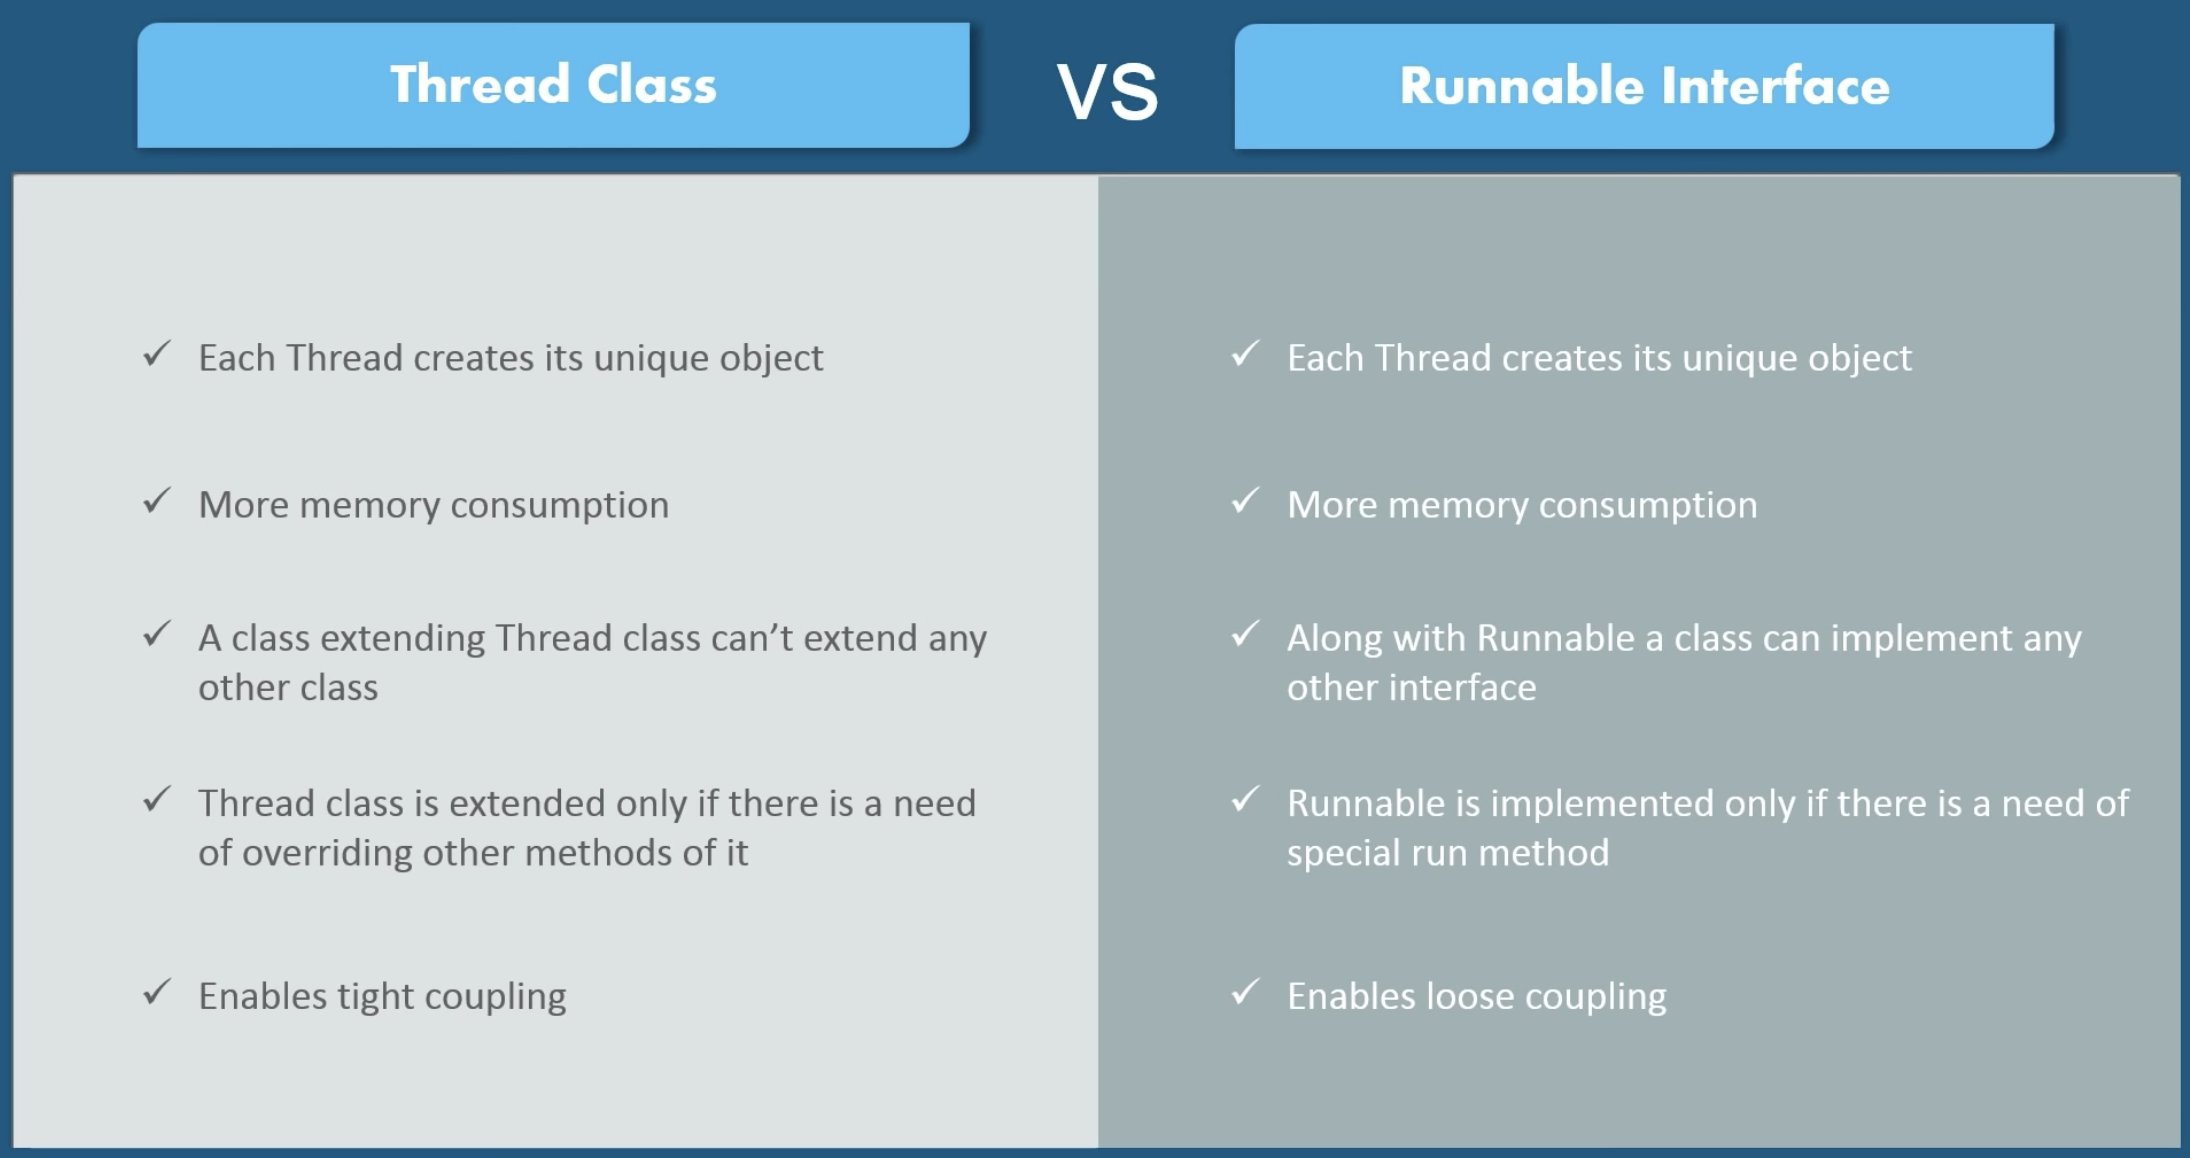 Thread Class
VS
Runnable Interface
✓ Each Thread creates its unique object
✓ More memory consumption
✓ A class extending Thread class can’t extend any
other class
✓ Thread class is extended only if there is a need
of overriding other methods of it
✓ Enables tight coupling
✓ Each Thread creates its unique object
✓ More memory consumption
✓ Along with Runnable a class can implement any
other interface
✓ Runnable is implemented only if there is a need of
special run method
✓ Enables loose coupling